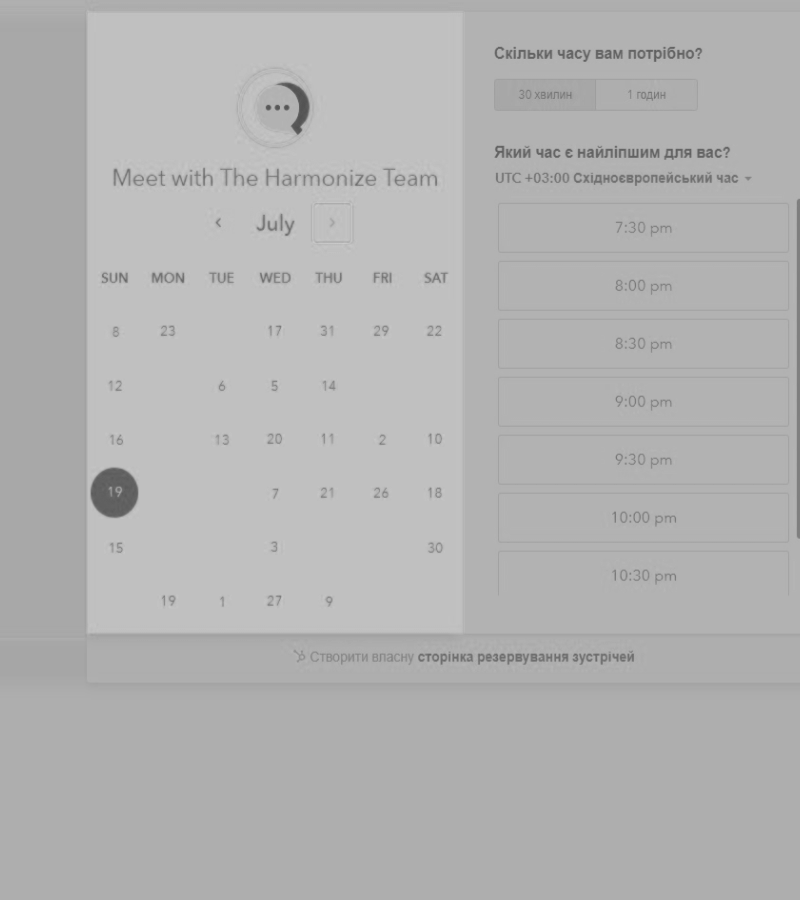 Meet with The Harmonize Team
July
SUN MON TUE WED THU FRI SAT
8 23 17 31 29 22
12 6 5 14
16 13 20 11 2 10
19 7 21 26 18
15 3 30
19 1 27 9
Скільки часу вам потрібно?
30 хвилин 1 годин
Який час є найліпшим для вас?
UTC +03:00 Східноєвропейський час
7:30 pm
8:00 pm
8:30 pm
9:00 pm
9:30 pm
10:00 pm
10:30 pm
Створити власну сторінка резервування зустрічей